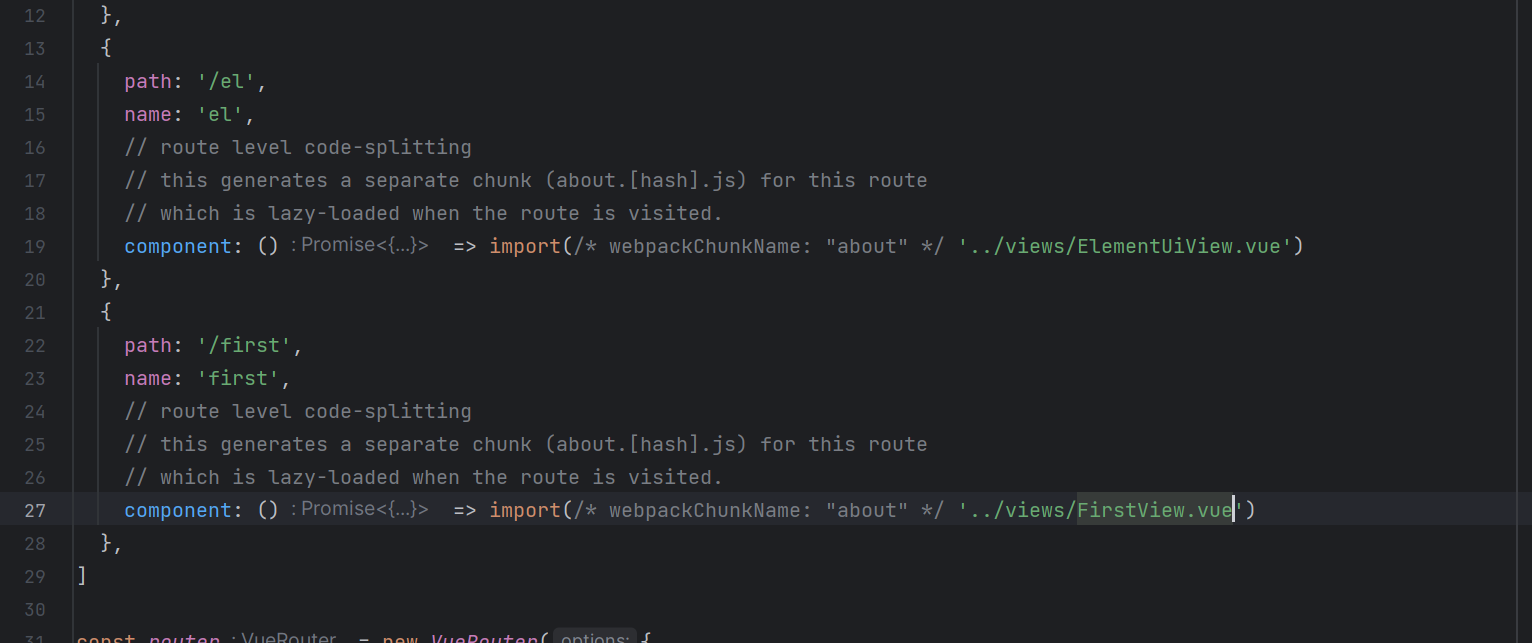 12 },
13 {
14 path: '/el',
15 name: 'el',
16 // route level code-splitting
17 // this generates a separate chunk (about.[hash].js) for this route
18 // which is lazy-loaded when the route is visited.
19 component: () : Promise<{...}> => import(/* webpackChunkName: "about" */ '../views/ElementUiView.vue')
20 },
21 {
22 path: '/first',
23 name: 'first',
24 // route level code-splitting
25 // this generates a separate chunk (about.[hash].js) for this route
26 // which is lazy-loaded when the route is visited.
27 component: () : Promise<{...}> => import(/* webpackChunkName: "about" */ '../views/FirstView.vue')
28 },
29 ]
30
31 const router : VueRouter = new VueRouter( options: {